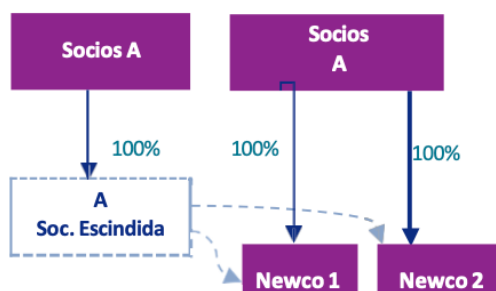 Socios A
Socios
A
100%
100%
100%
A
Soc. Escindida
Newco 1
Newco 2